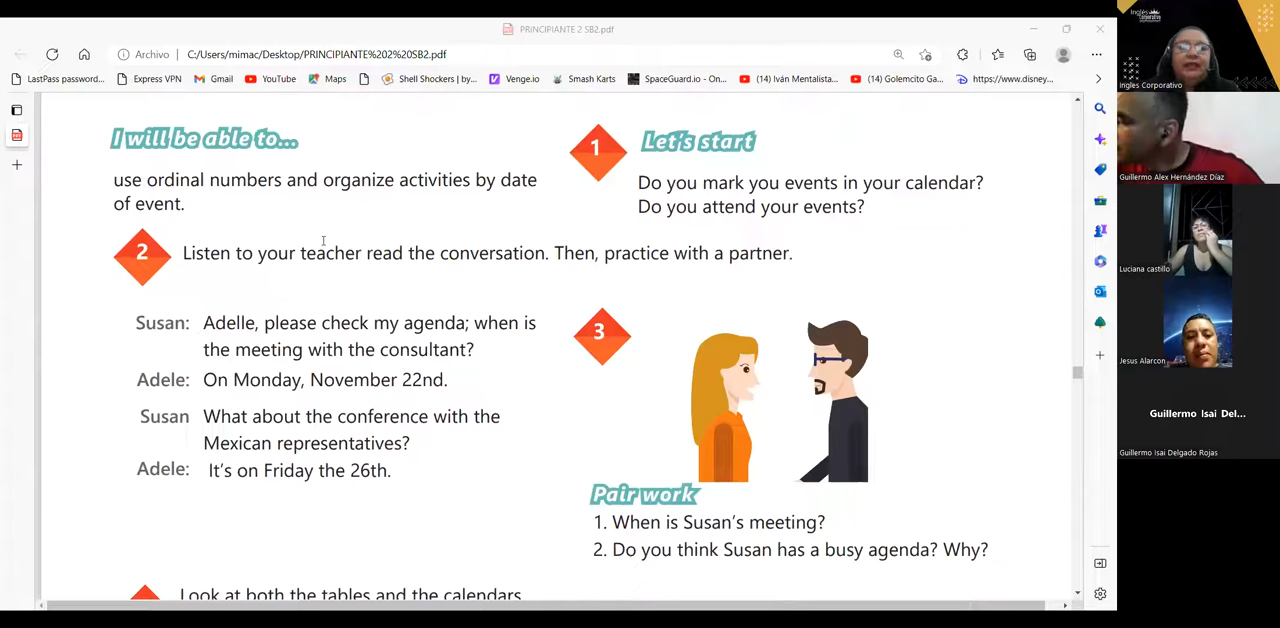 PRINCIPIANTE 2 SB2.pdf
Archivo
C:/Users/mimac/Desktop/PRINCIPIANTE%202%20SB2.pdf
LastPass password... Express VPN Gmail YouTube Maps Shell Shockers | by... Venge.io Smash Karts SpaceGuard.io - On... (14) Iván Mentalista... (14) Golemcito Ga... https://www.disney...
I will be able to...
use ordinal numbers and organize activities by date
of event.
1
Let's start
Do you mark you events in your calendar?
Do you attend your events?
2
Listen to your teacher read the conversation. Then, practice with a partner.
Susan: Adelle, please check my agenda; when is
the meeting with the consultant?
Adele: On Monday, November 22nd.
Susan What about the conference with the
Mexican representatives?
Adele: It's on Friday the 26th.
3
Pair work
1. When is Susan's meeting?
2. Do you think Susan has a busy agenda? Why?
Look at both the tables and the calendars
Inglés
Corporativo
Ingles Corporativo
Guillermo Alex Hernández Díaz
Luciana castillo
Jesus Alarcon
Guillermo Isai Del...
Guillermo Isai Delgado Rojas